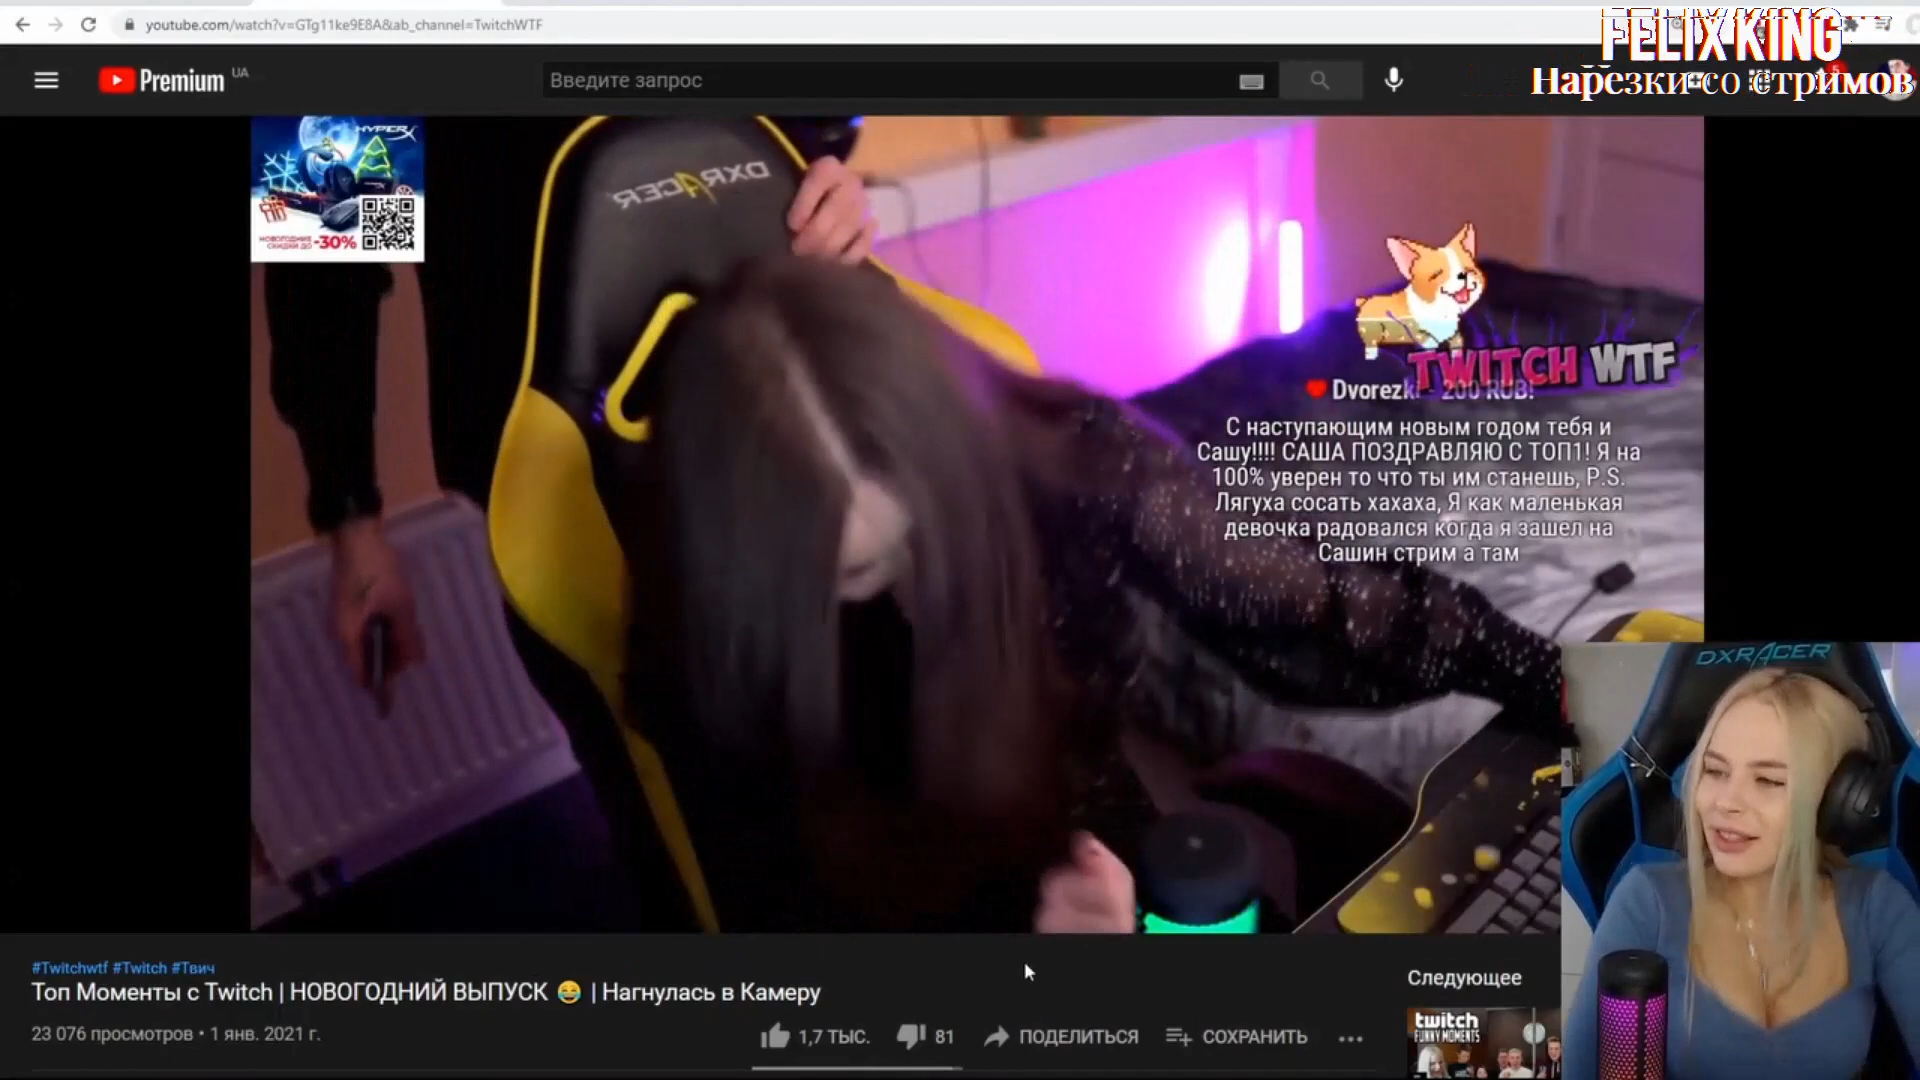 youtube.com/watch?v=GTg11ke9E8A&ab_channel=TwitchWTF
FELIX KING
Нарезки со стримов
Premium UA
Введите запрос
HYPERX
НОВОГОДНИЕ
СКИДКИ ДО -30%
DXRACER
TWITCH WTF
Dvorezki - 200 RUB!
С наступающим новым годом тебя и
Сашу!!!! САША ПОЗДРАВЛЯЮ С ТОП1! Я на
100% уверен то что ты им станешь, P.S.
Лягуха сосать хахаха, Я как маленькая
девочка радовался когда я зашел на
Сашин стрим а там
DXRACER
#Twitchwtf #Twitch #Твич
Топ Моменты с Twitch | НОВОГОДНИЙ ВЫПУСК 😂 | Нагнулась в Камеру
23 076 просмотров • 1 янв. 2021 г.
1,7 ТЫС.
81
ПОДЕЛИТЬСЯ
СОХРАНИТЬ
Следующее
twitch
FUNNY MOMENTS